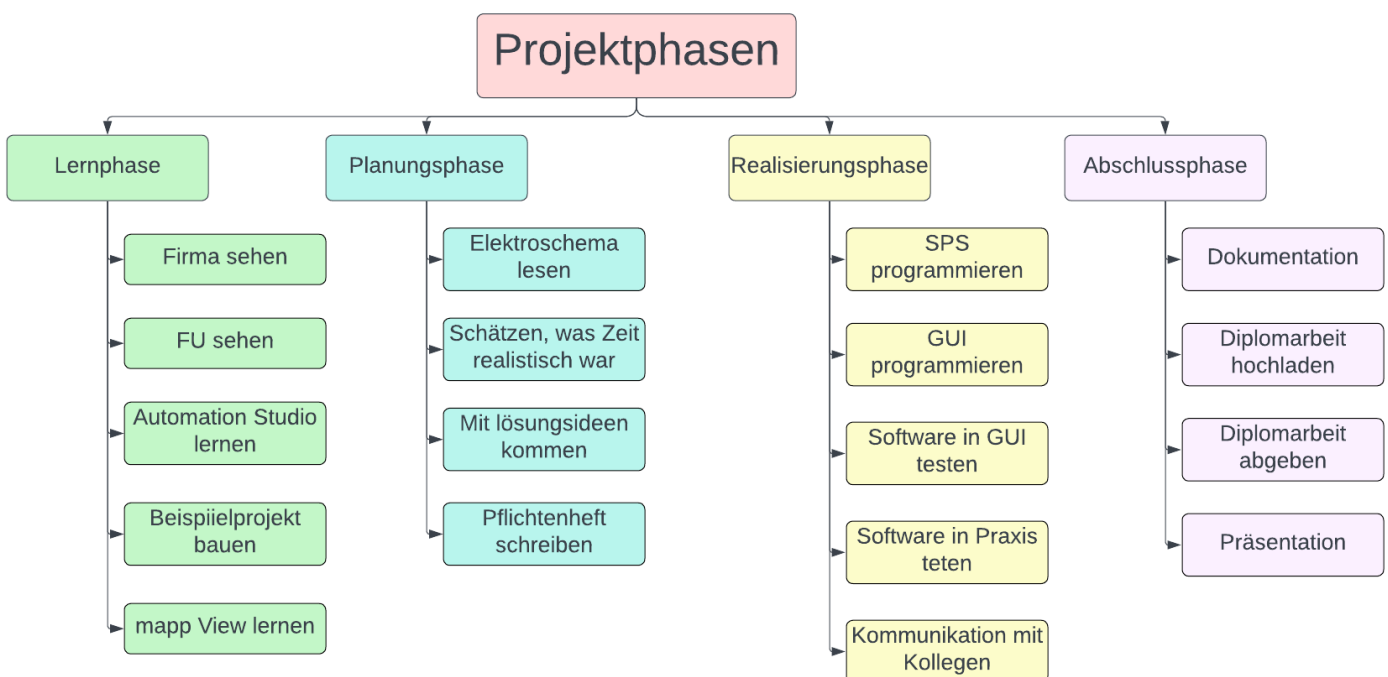 Projektphasen
Lernphase
Firma sehen
FU sehen
Automation Studio
lernen
Beispiielprojekt
bauen
mapp View lernen
Planungsphase
Elektroschema
lesen
Schätzen, was Zeit
realistisch war
Mit lösungsideen
kommen
Pflichtenheft
schreiben
Realisierungsphase
SPS
programmieren
GUI
programmieren
Software in GUI
testen
Software in Praxis
teten
Kommunikation mit
Kollegen
Abschlussphase
Dokumentation
Diplomarbeit
hochladen
Diplomarbeit
abgeben
Präsentation